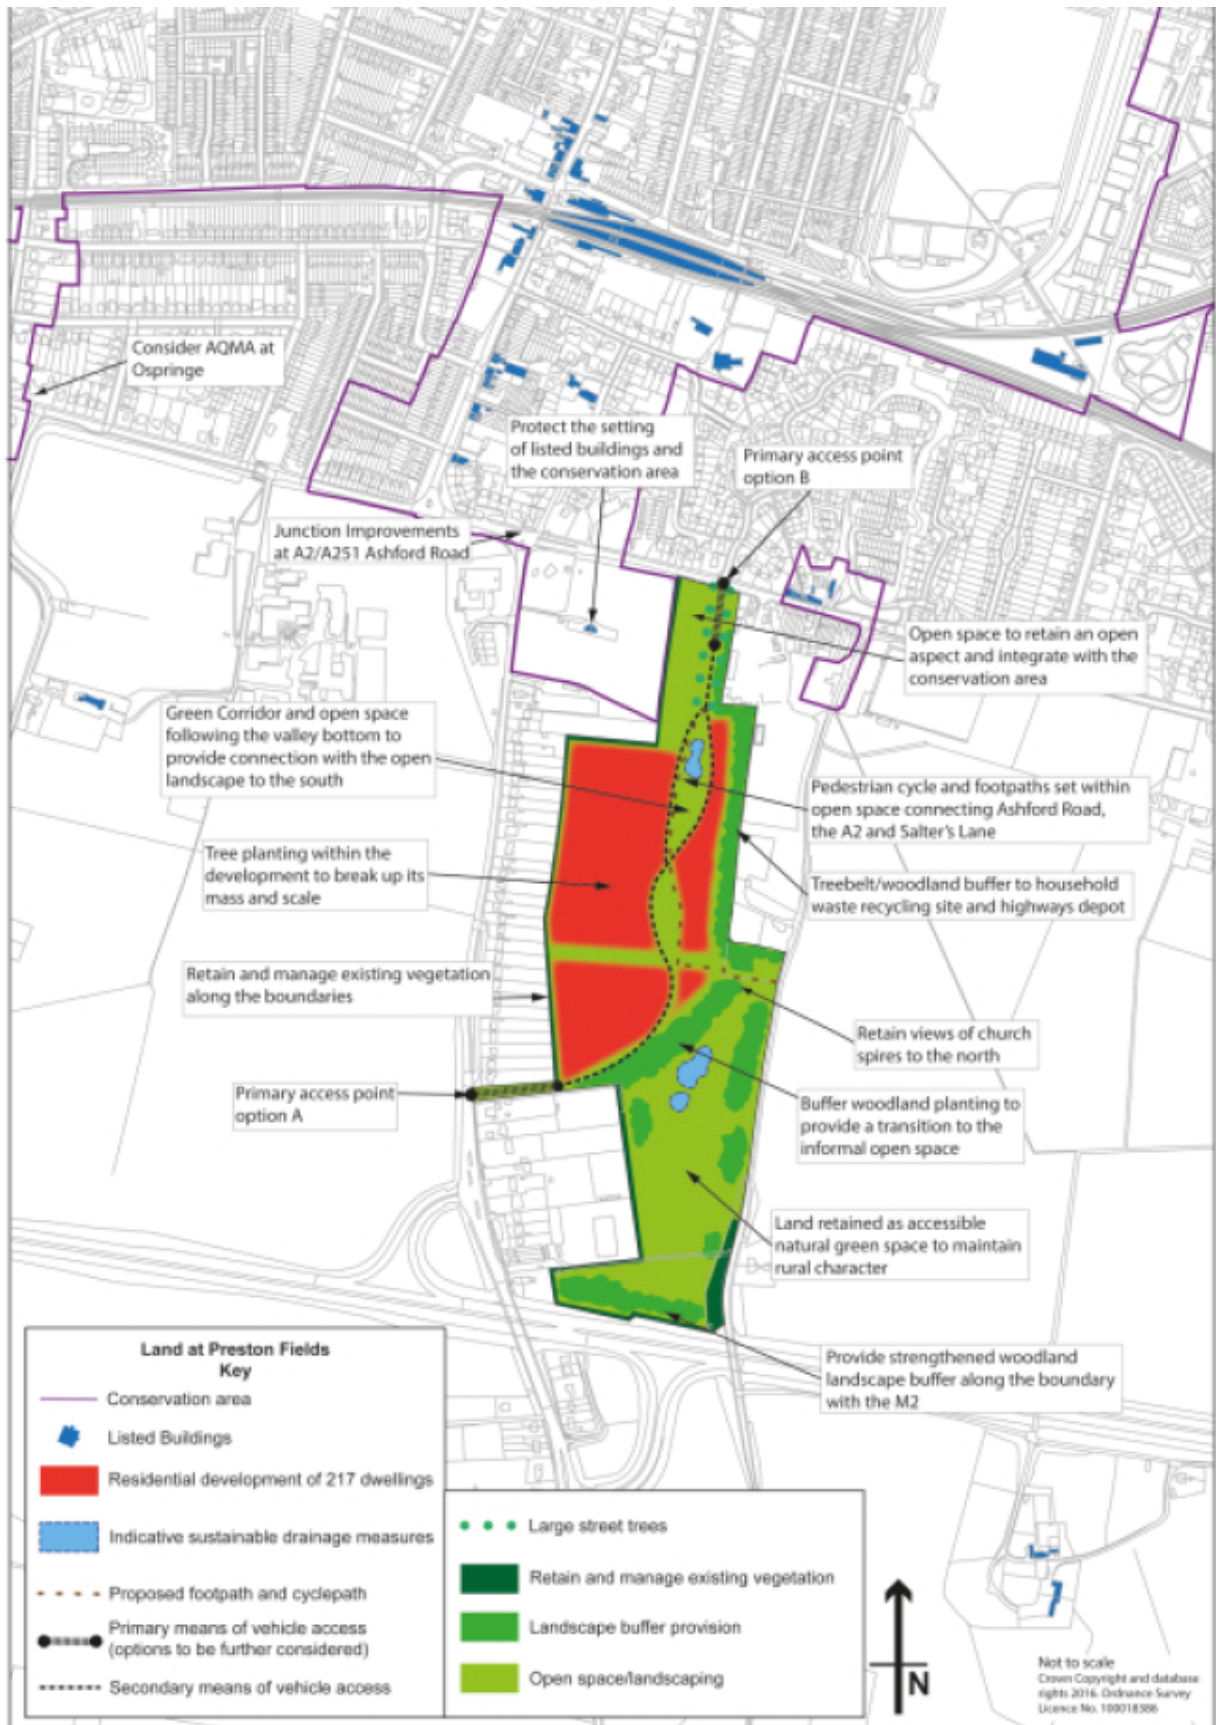 Consider AQMA at
Ospringe
Protect the setting
of listed buildings and
the conservation area
Primary access point
option B
Junction Improvements
at A2/A251 Ashford Road
Open space to retain an open
aspect and integrate with the
conservation area
Green Corridor and open space
following the valley bottom to
provide connection with the open
landscape to the south
Pedestrian cycle and footpaths set within
open space connecting Ashford Road,
the A2 and Salter's Lane
Tree planting within the
development to break up its
mass and scale
Treebelt/woodland buffer to household
waste recycling site and highways depot
Retain and manage existing vegetation
along the boundaries
Retain views of church
spires to the north
Primary access point
option A
Buffer woodland planting to
provide a transition to the
informal open space
Land retained as accessible
natural green space to maintain
rural character
Provide strengthened woodland
landscape buffer along the boundary
with the M2
Land at Preston Fields
Key
Conservation area
Listed Buildings
Residential development of 217 dwellings
Indicative sustainable drainage measures
Proposed footpath and cyclepath
Primary means of vehicle access
(options to be further considered)
Secondary means of vehicle access
Large street trees
Retain and manage existing vegetation
Landscape buffer provision
Open space/landscaping
N
Not to scale
Crown Copyright and database
rights 2016. Ordnance Survey
Licence No. 100018386